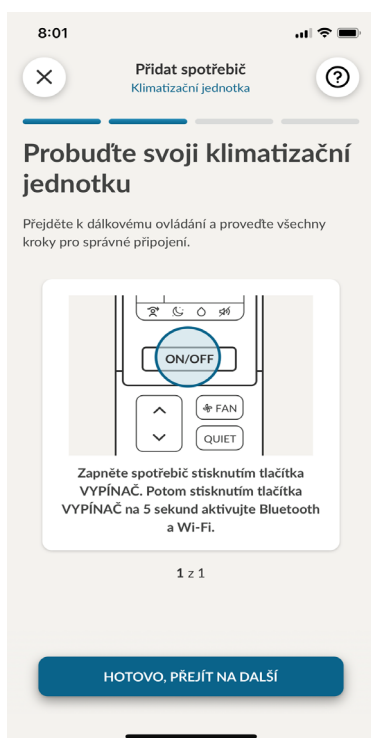 8:01
Přidat spotřebič
Klimatizační jednotka
Probuďte svoji klimatizační
jednotku
Přejděte k dálkovému ovládání a proveďte všechny
kroky pro správné připojení.
ON/OFF
FAN
QUIET
Zapněte spotřebič stisknutím tlačítka
VYPÍNAČ. Potom stisknutím tlačítka
VYPÍNAČ na 5 sekund aktivujte Bluetooth
a Wi-Fi.
1 z 1
HOTOVO, PŘEJÍT NA DALŠÍ